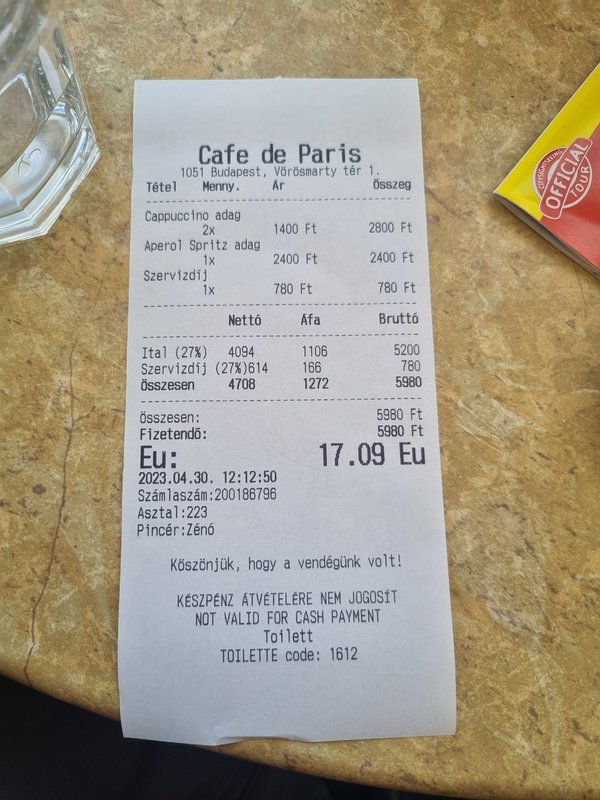 Cafe de Paris
1051 Budapest, Vörösmarty tér 1.
Tétel Menny. Ár Összeg
Cappuccino adag
2x 1400 Ft 2800 Ft
Aperol Spritz adag
1x 2400 Ft 2400 Ft
Szervizdíj
1x 780 Ft 780 Ft
Nettó Áfa Bruttó
Ital (27%) 4094 1106 5200
Szervizdíj (27%)614 166 780
Összesen 4708 1272 5980
Összesen: 5980 Ft
Fizetendő: 5980 Ft
Eu: 17.09 Eu
2023.04.30. 12:12:50
Számlaszám:200186796
Asztal:223
Pincér:Zénó
Köszönjük, hogy a vendégünk volt!
KÉSZPÉNZ ÁTVÉTELÉRE NEM JOGOSÍT
NOT VALID FOR CASH PAYMENT
Toilett
TOILETTE code: 1612
CITY SIGHTSEEING
OFFICIAL
TOUR